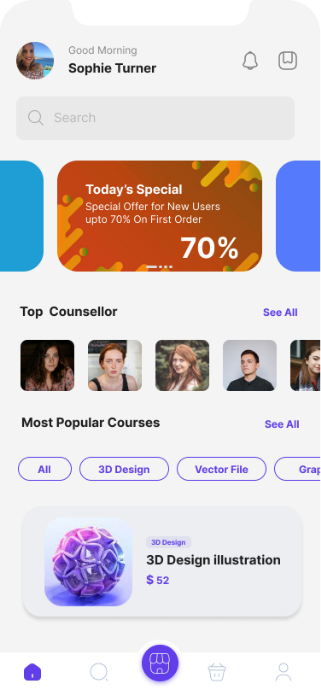 Good Morning
Sophie Turner
Search
Today's Special
Special Offer for New Users
upto 70% On First Order
70%
Top Counsellor
See All
Most Popular Courses
See All
All
3D Design
Vector File
Grap
3D Design
3D Design illustration
$ 52